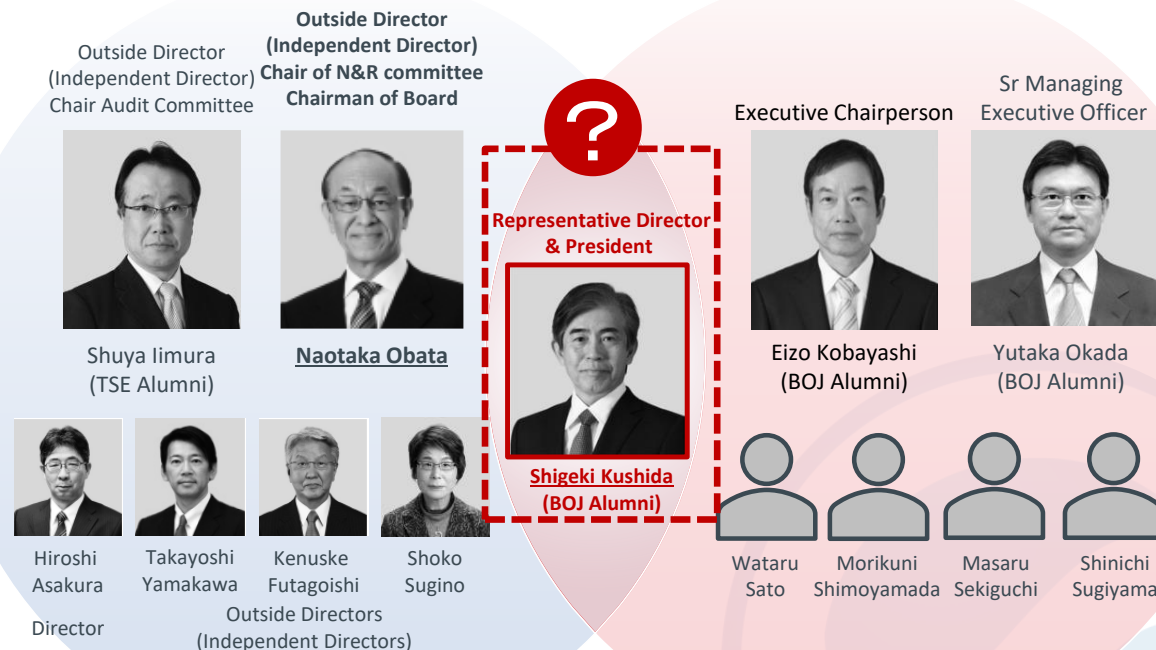 Outside Director
(Independent Director)
Chair Audit Committee
Outside Director
(Independent Director)
Chair of N&R committee
Chairman of Board
?
Representative Director
& President
Executive Chairperson
Sr Managing
Executive Officer
Shuya Iimura
(TSE Alumni)
Naotaka Obata
Shigeki Kushida
(BOJ Alumni)
Eizo Kobayashi
(BOJ Alumni)
Yutaka Okada
(BOJ Alumni)
Hiroshi
Asakura
Takayoshi
Yamakawa
Kenuske
Futagoishi
Shoko
Sugino
Director
Outside Directors
(Independent Directors)
Wataru
Sato
Morikuni
Shimoyamada
Masaru
Sekiguchi
Shinichi
Sugiyama